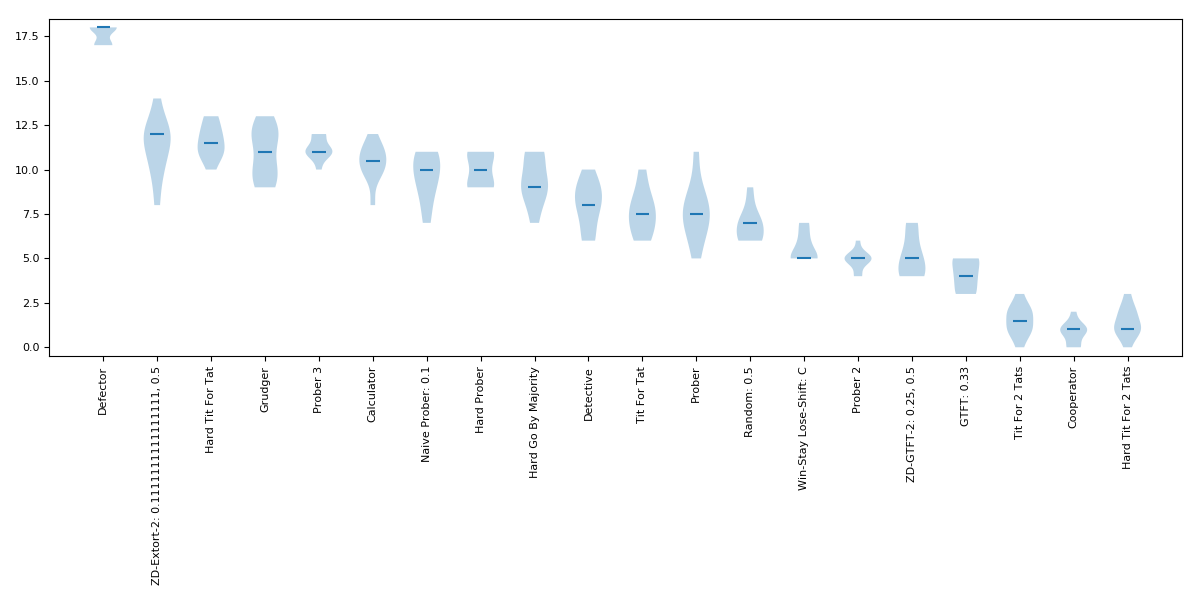 17.5
15.0
12.5
10.0
7.5
5.0
2.5
0.0
Defector
ZD-Extort-2: 0.1111111111111111, 0.5
Hard Tit For Tat
Grudger
Prober 3
Calculator
Naive Prober: 0.1
Hard Prober
Hard Go By Majority
Detective
Tit For Tat
Prober
Random: 0.5
Win-Stay Lose-Shift: C
Prober 2
ZD-GTFT-2: 0.25, 0.5
GTFT: 0.33
Tit For 2 Tats
Cooperator
Hard Tit For 2 Tats